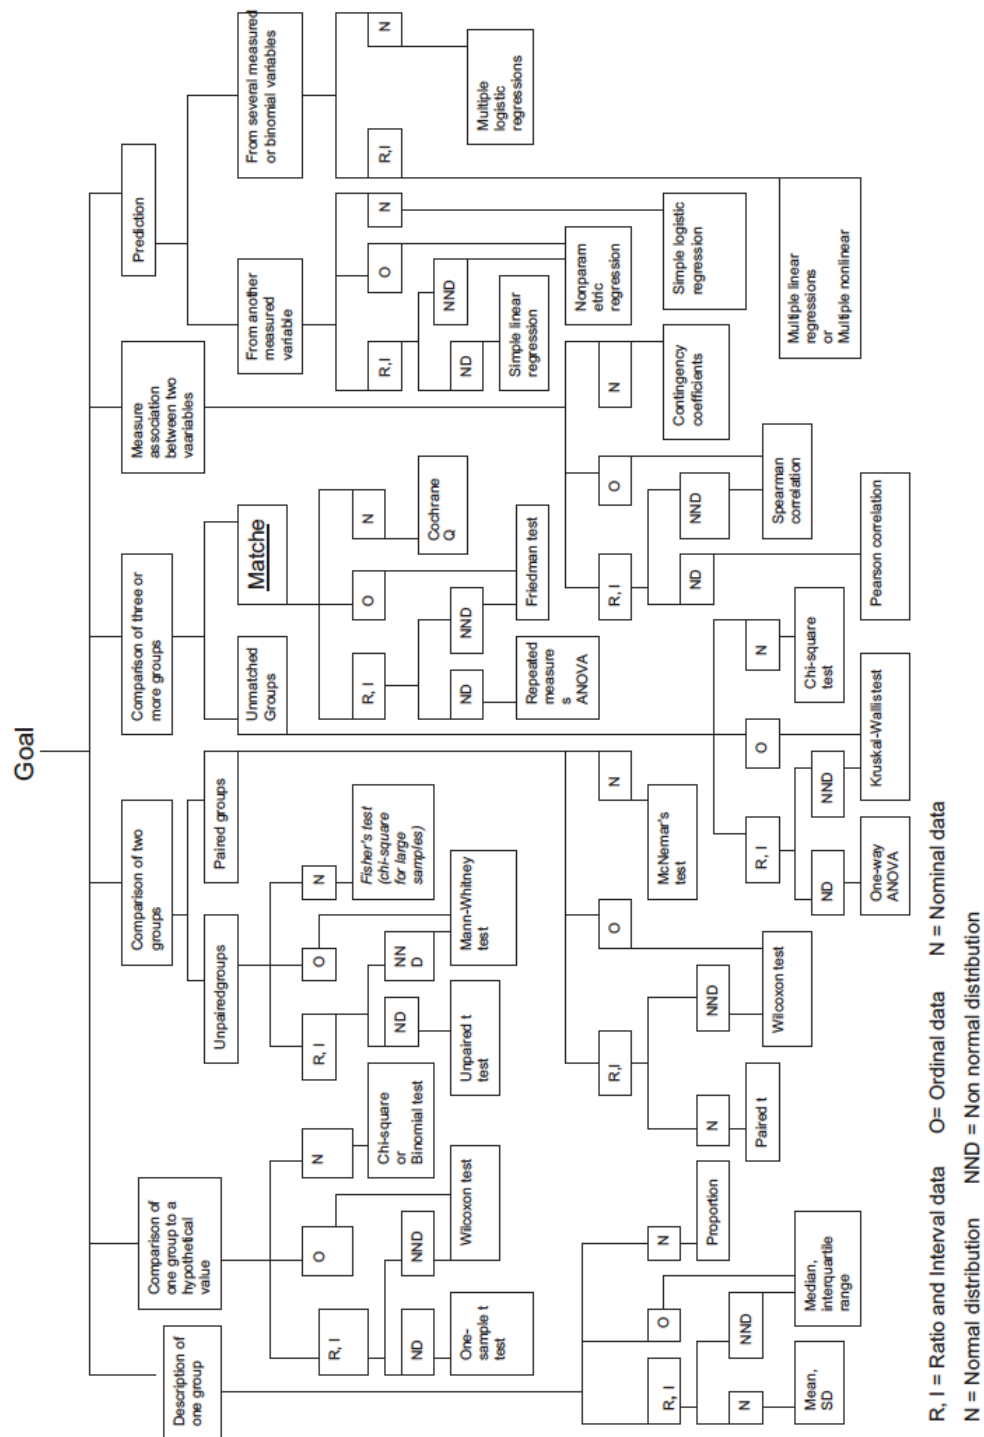 Goal
Description of
one group
Comparison of
one group to a
hypothetical
value
Comparison of two
groups
Comparison of three or
more groups
Measure
association
between two
vaariables
Prediction
Unpairedgroups
Paired groups
Unmatched
Groups
Matche
From another
measured
variable
From several measured
or binomial variables
R, I
O
N
ND
NND
One-
sample t
test
Wilcoxon test
Chi-square
or
Binomial test
R, I
O
N
ND
NN
D
Unpaired t
test
Mann-Whitney
test
Fisher's test
(chi-square
for large
samples)
R, I
O
N
ND
NND
Repeated
measure
s
ANOVA
Friedman test
Cochrane
Q
R,I
O
N
ND
NND
Simple linear
regression
Nonparam
etric
regression
Simple logistic
regression
R,I
N
Multiple
logistic
regressions
Multiple linear
regressions
or
Multiple nonlinear
R, I
O
N
N
NND
Mean,
SD
Median,
interquartile
range
Proportion
R,I
O
N
N
NND
Paired t
Wilcoxon test
McNemar's
test
R, I
O
N
ND
NND
One-way
ANOVA
Kruskal-Wallistest
Chi-square
test
R, I
O
N
ND
NND
Pearson correlation
Spearman
correlation
Contingency
coefficients
R, I = Ratio and Interval data O= Ordinal data N = Nominal data
N = Normal distribution NND = Non normal distribution